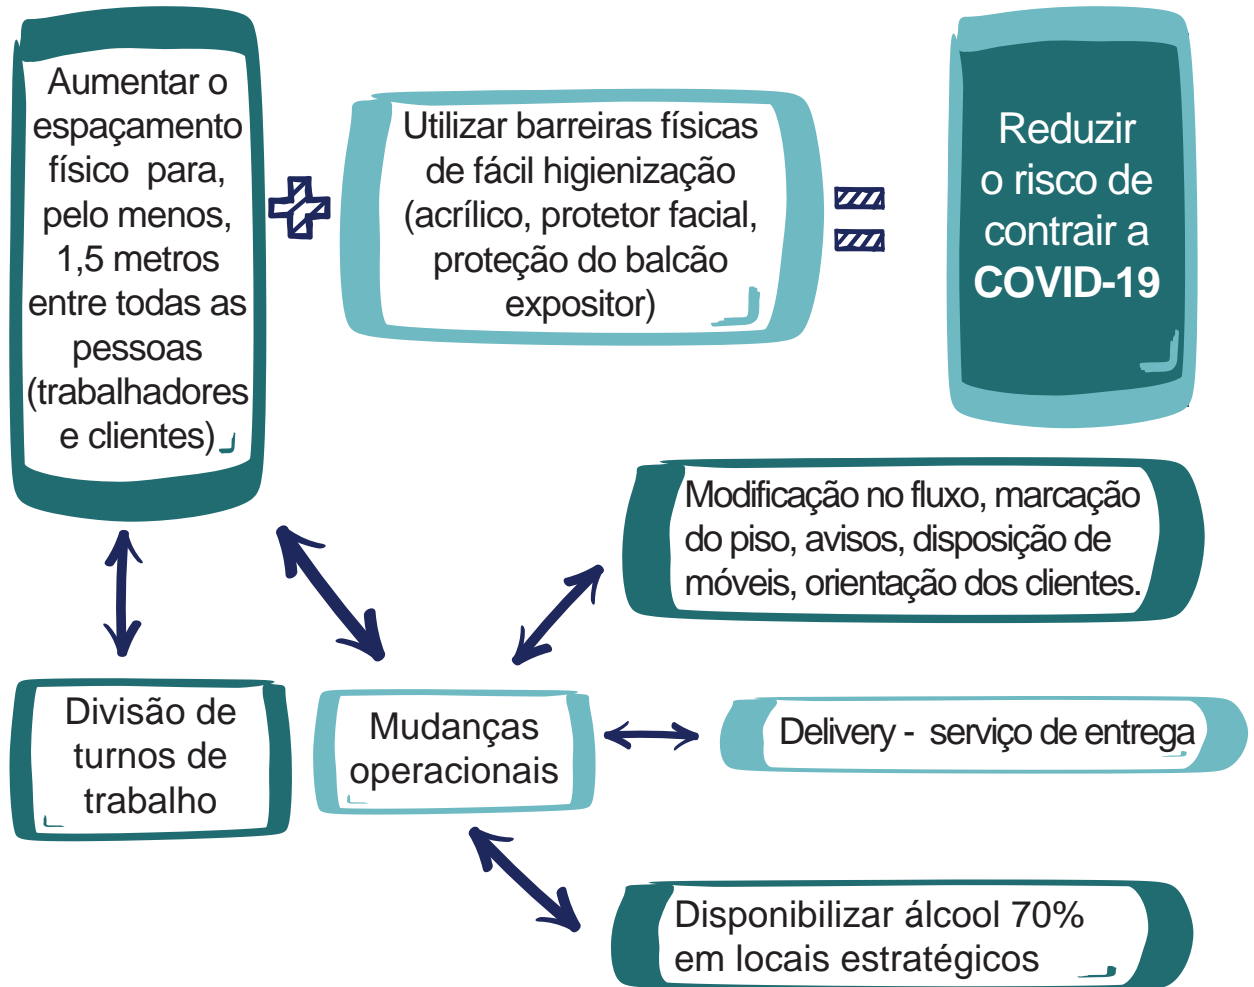 Aumentar o
espaçamento
físico para,
pelo menos,
1,5 metros
entre todas as
pessoas
(trabalhadores
e clientes)
Utilizar barreiras físicas
de fácil higienização
(acrílico, protetor facial,
proteção do balcão
expositor)
Reduzir
o risco de
contrair a
COVID-19
Modificação no fluxo, marcação
do piso, avisos, disposição de
móveis, orientação dos clientes.
Divisão de
turnos de
trabalho
Mudanças
operacionais
Delivery - serviço de entrega
Disponibilizar álcool 70%
em locais estratégicos